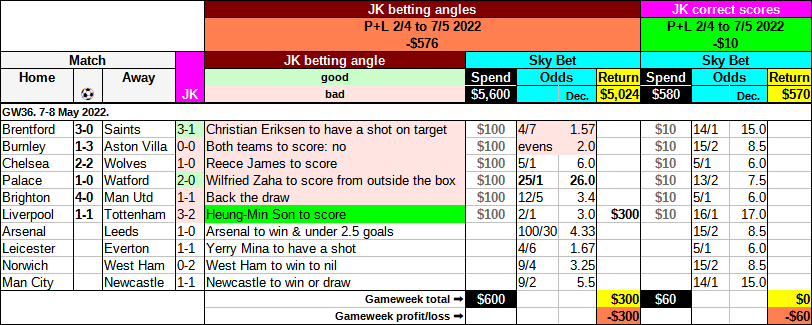 JK betting angles JK correct scores
P+L 2/4 to 7/5 2022 P+L 2/4 to 7/5 2022
-$576 -$10
Match JK betting angle Sky Bet Sky Bet
Home Away JK good Spend Odds Return Spend Odds Return
bad $5,600 Dec. $5,024 $580 Dec. $570
GW36. 7-8 May 2022.
Brentford 3-0 Saints 3-1 Christian Eriksen to have a shot on target $100 4/7 1.57 $10 14/1 15.0
Burnley 1-3 Aston Villa 0-0 Both teams to score: no $100 evens 2.0 $10 15/2 8.5
Chelsea 2-2 Wolves 1-0 Reece James to score $100 5/1 6.0 $10 5/1 6.0
Palace 1-0 Watford 2-0 Wilfried Zaha to score from outside the box $100 25/1 26.0 $10 13/2 7.5
Brighton 4-0 Man Utd 1-1 Back the draw $100 12/5 3.4 $10 5/1 6.0
Liverpool 1-1 Tottenham 3-2 Heung-Min Son to score $100 2/1 3.0 $300 $10 16/1 17.0
Arsenal Leeds 1-0 Arsenal to win & under 2.5 goals 100/30 4.33 15/2 8.5
Leicester Everton 1-1 Yerry Mina to have a shot 4/6 1.67 5/1 6.0
Norwich West Ham 0-2 West Ham to win to nil 9/4 3.25 15/2 8.5
Man City Newcastle 1-1 Newcastle to win or draw 9/2 5.5 14/1 15.0
Gameweek total ➡ $600 $300 $60 $0
Gameweek profit/loss ➡ -$300 -$60